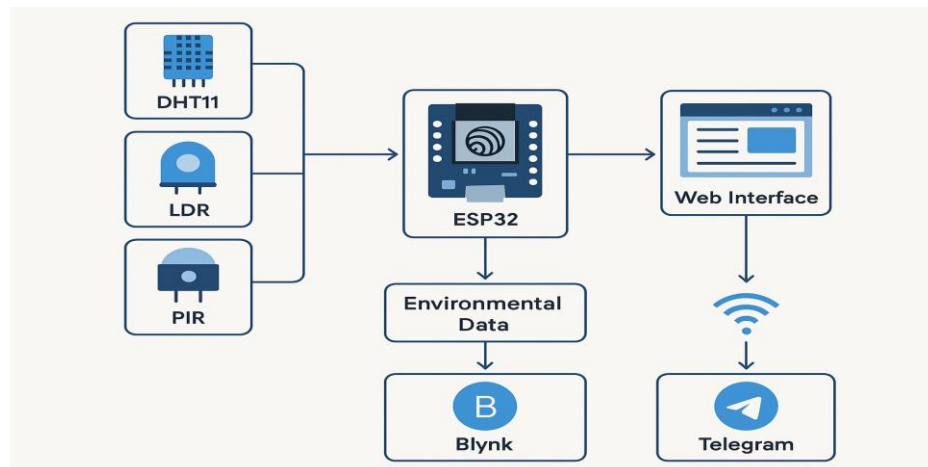 DHT11
LDR
PIR
ESP32
Web Interface
Environmental
Data
B
Blynk
Telegram